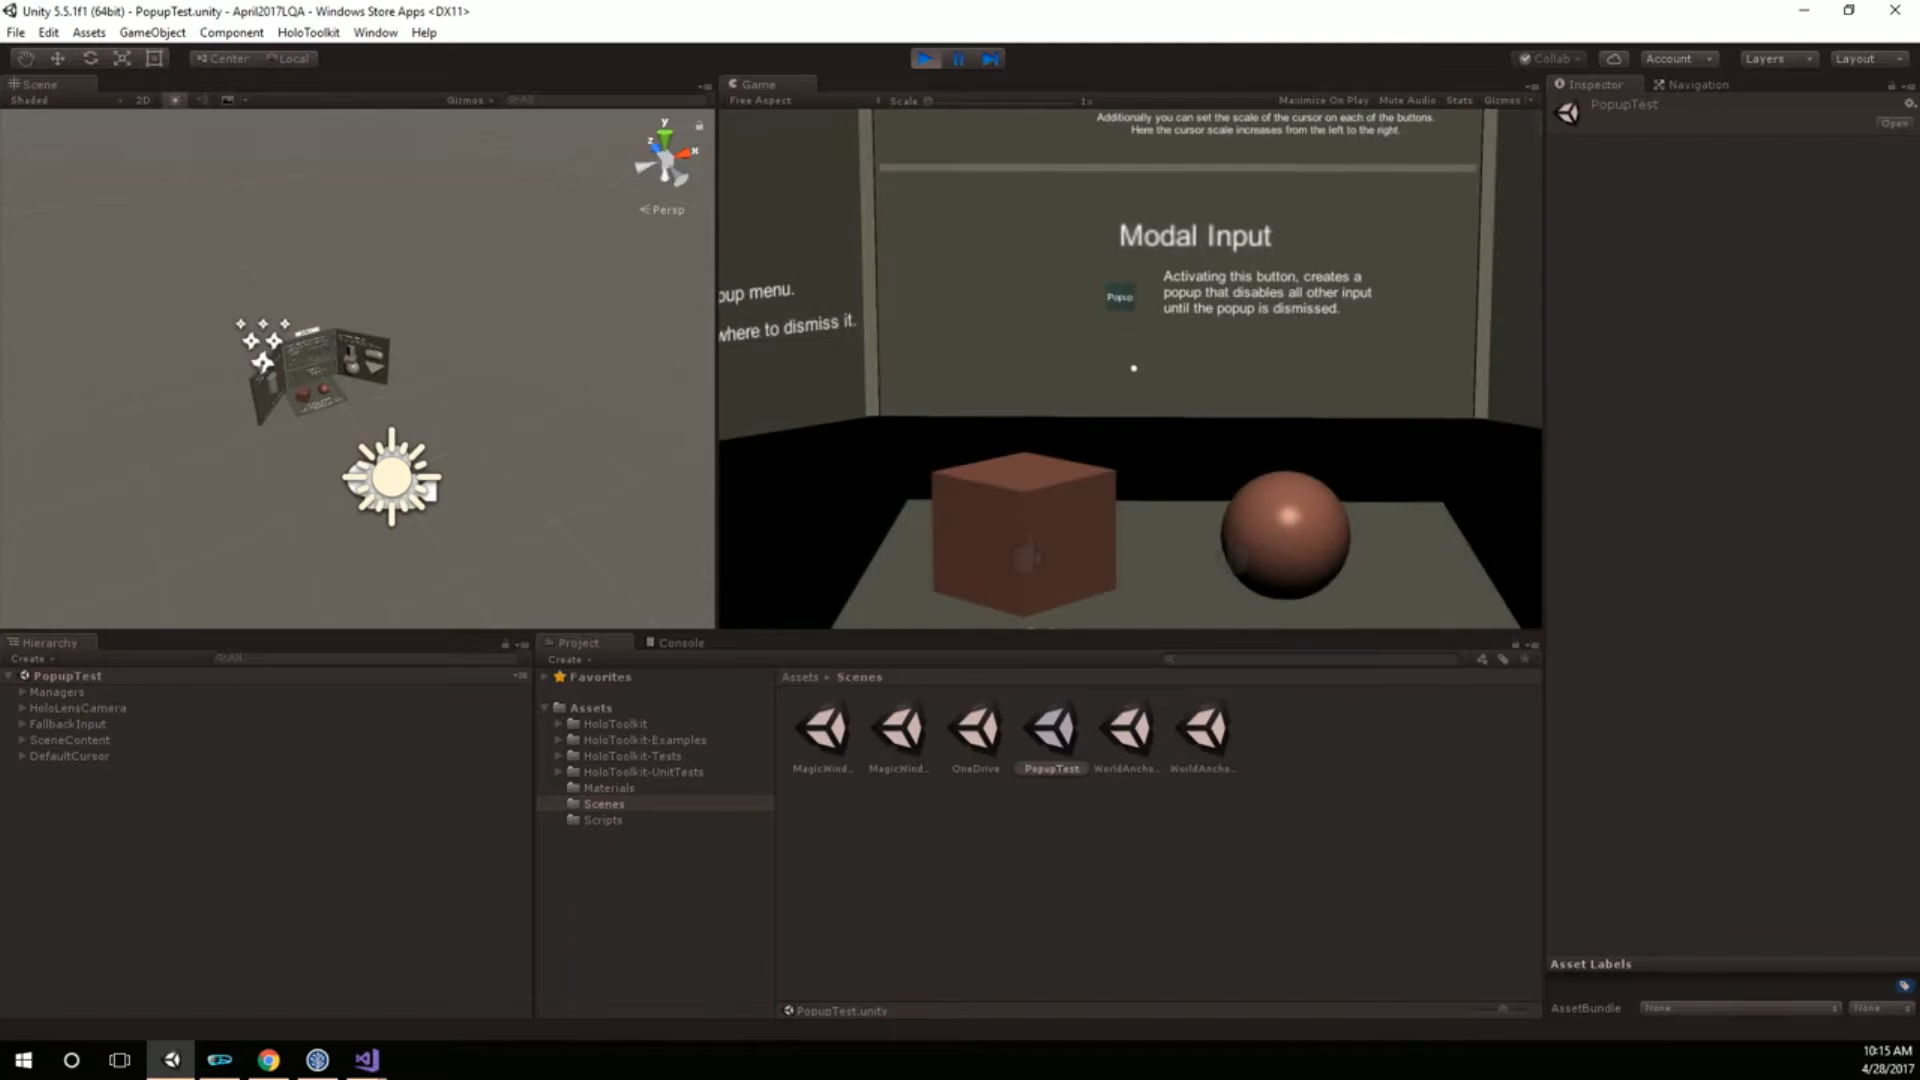 Unity 5.5.1f1 (64bit) - PopupTest.unity - April2017LQA - Windows Store Apps <DX11>
File Edit Assets GameObject Component HoloToolkit Window Help
Center Local
Collab
Account
Layers
Layout
Scene
Shaded
2D
Gizmos
All
y
z
x
Persp
Game
Free Aspect
Scale
1x
Maximize On Play Mute Audio Stats Gizmos
Additionally you can set the scale of the cursor on each of the buttons.
Here the cursor scale increases from the left to the right.
Modal Input
Popup
Activating this button, creates a
popup that disables all other input
until the popup is dismissed.
oup menu.
where to dismiss it.
Inspector
Navigation
PopupTest
Open
Hierarchy
Create
All
PopupTest
Managers
HoloLensCamera
FallbackInput
SceneContent
DefaultCursor
Project
Console
Create
Favorites
Assets
HoloToolkit
HoloToolkit-Examples
HoloToolkit-Tests
HoloToolkit-UnitTests
Materials
Scenes
Scripts
Assets Scenes
MagicWind...
MagicWind...
OneDrive
PopupTest
WorldAncho...
WorldAncho...
PopupTest.unity
Asset Labels
AssetBundle
None
None
10:15 AM
4/28/2017